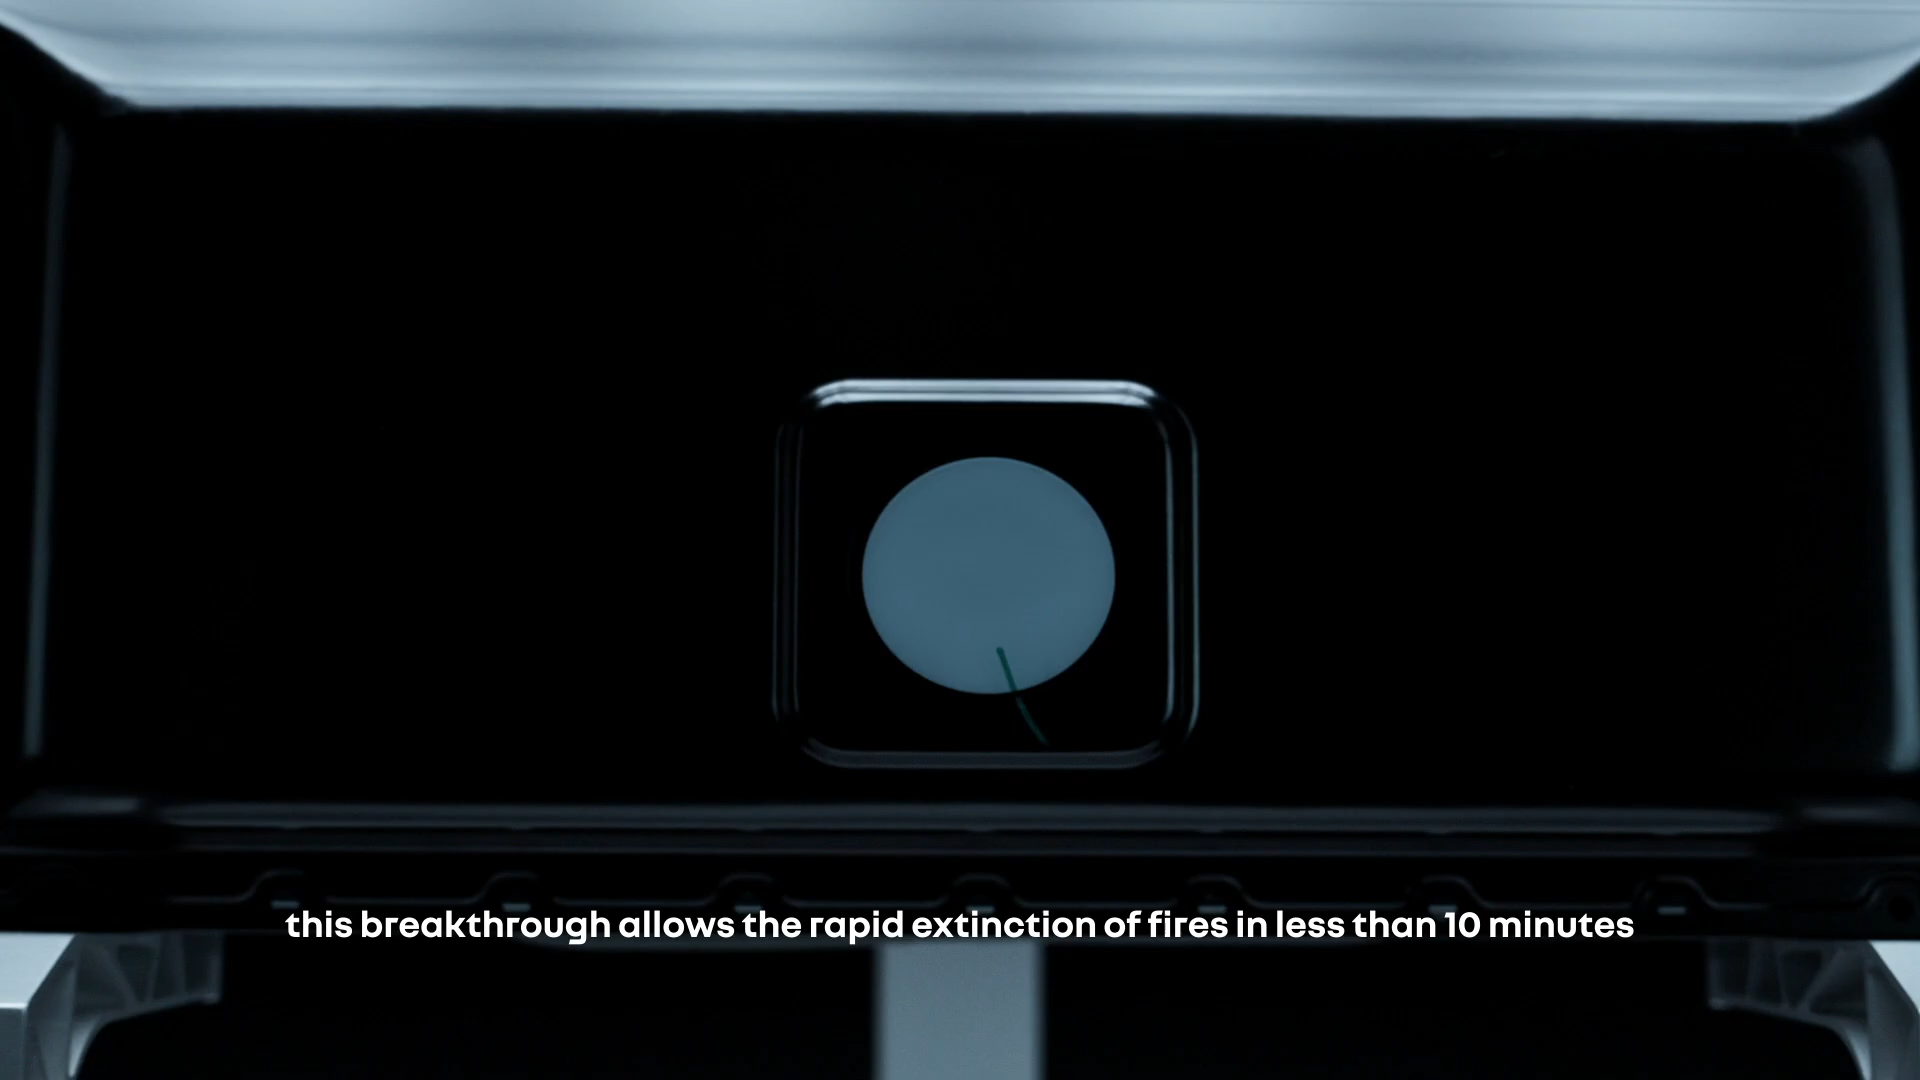 this breakthrough allows the rapid extinction of fires in less than 10 minutes